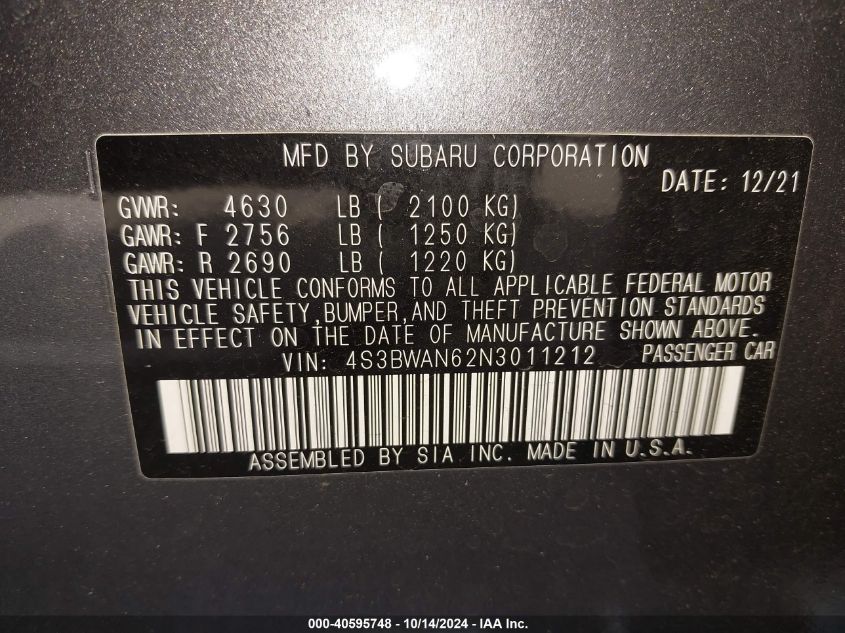 MFD BY SUBARU CORPORATION
DATE: 12/21
GVWR: 4630 LB ( 2100 KG)
GAWR: F 2756 LB ( 1250 KG)
GAWR: R 2690 LB ( 1220 KG)
THIS VEHICLE CONFORMS TO ALL APPLICABLE FEDERAL MOTOR
VEHICLE SAFETY,BUMPER,AND THEFT PREVENTION STANDARDS
IN EFFECT ON THE DATE OF MANUFACTURE SHOWN ABOVE.
VIN: 4S3BWAN62N3011212 PASSENGER CAR
ASSEMBLED BY SIA INC. MADE IN U.S.A.
000-40595748 - 10/14/2024 - IAA Inc.